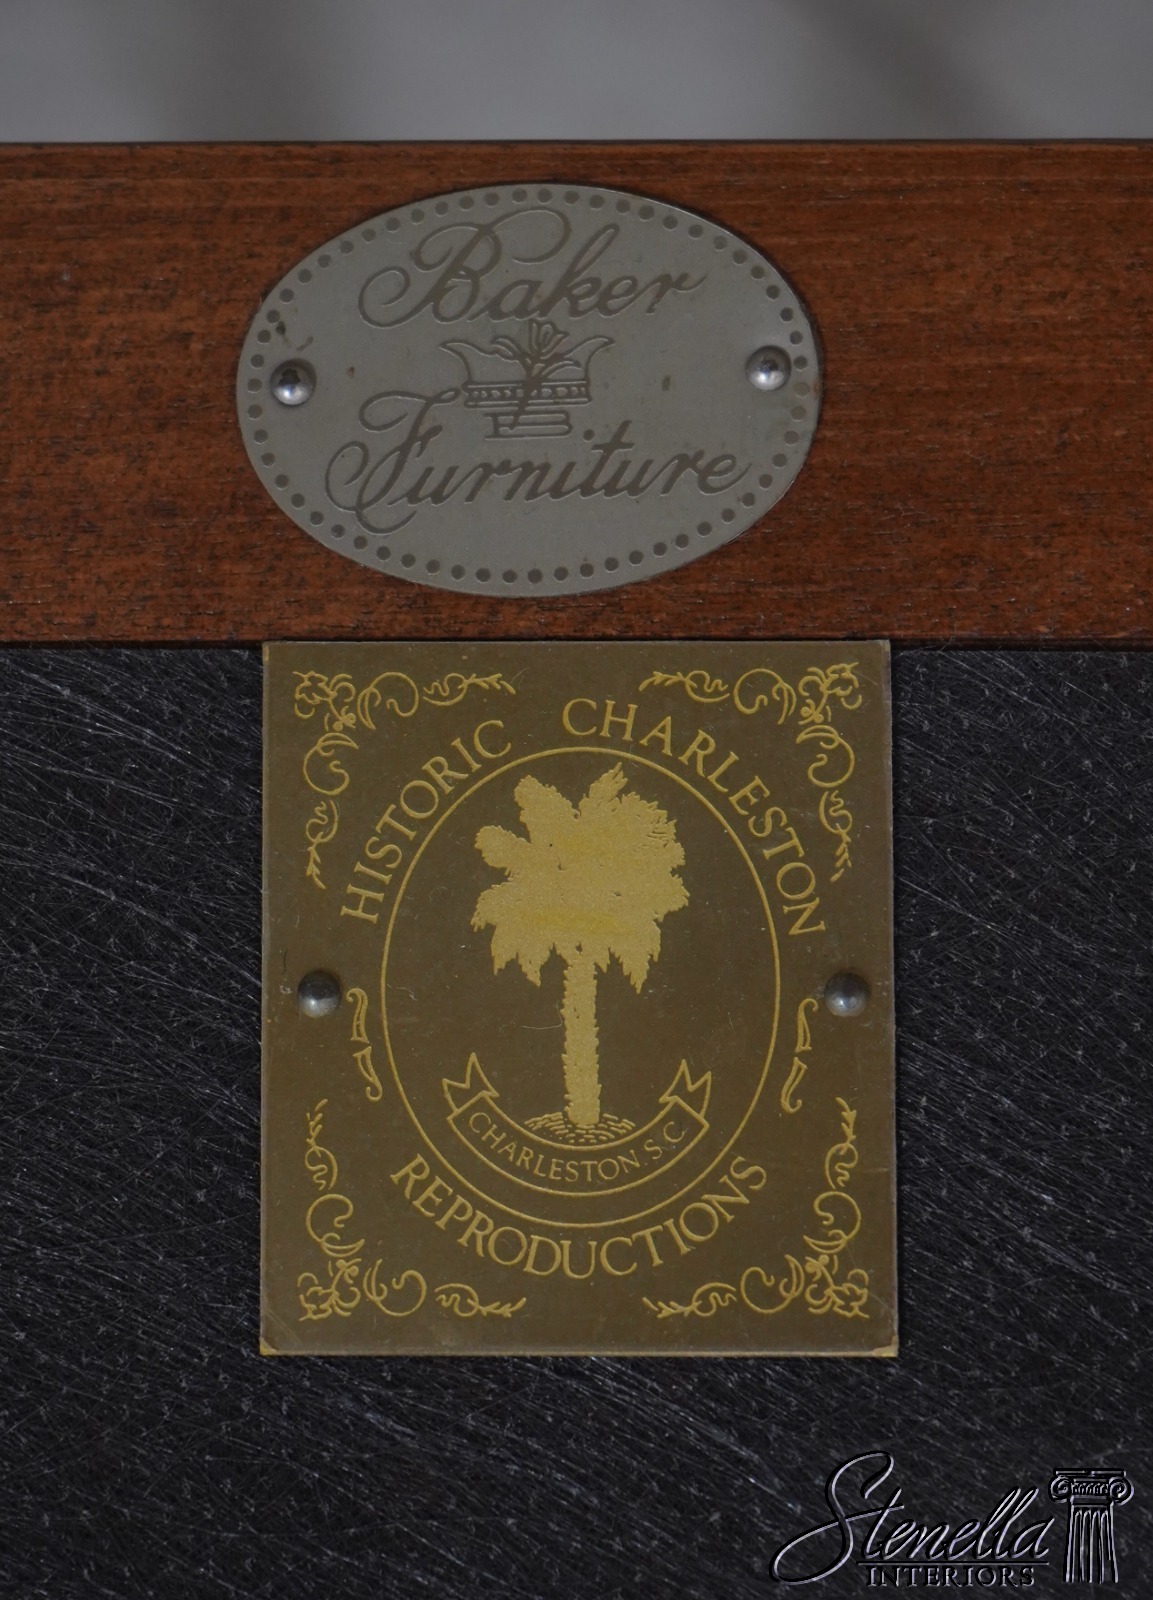 Baker
Furniture
HISTORIC CHARLESTON
CHARLESTON. S.C
REPRODUCTIONS
Stenella
INTERIORS